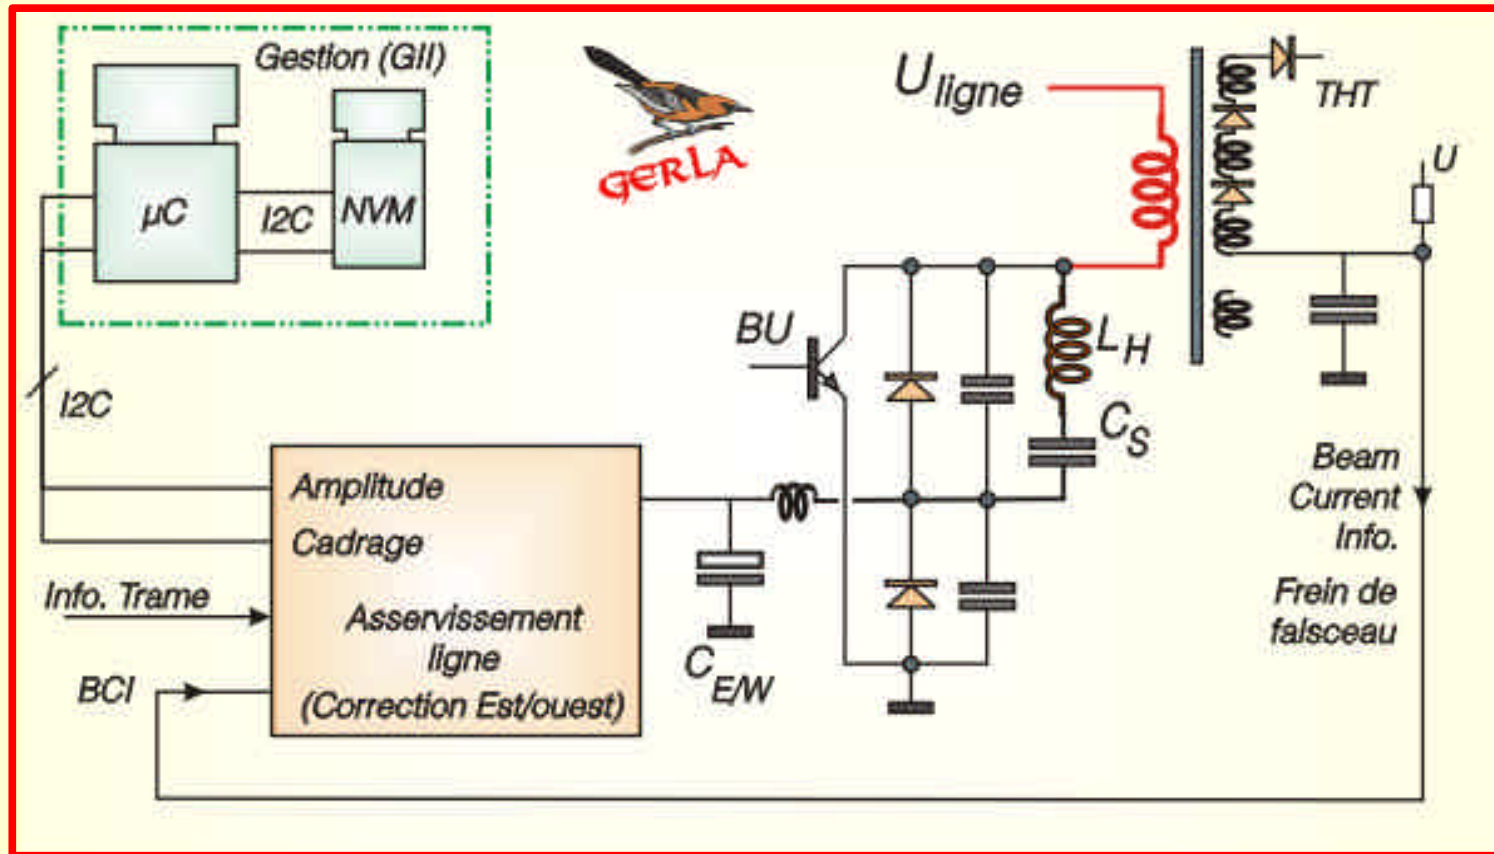 Gestion (GII)
µC
I2C
NVM
GERLA
U ligne
THT
U
BU
L H
C S
I2C
Amplitude
Cadrage
Info. Trame
Asservissement
ligne
(Correction Est/ouest)
BCI
C E/W
Beam
Current
Info.
Frein de
falsceau